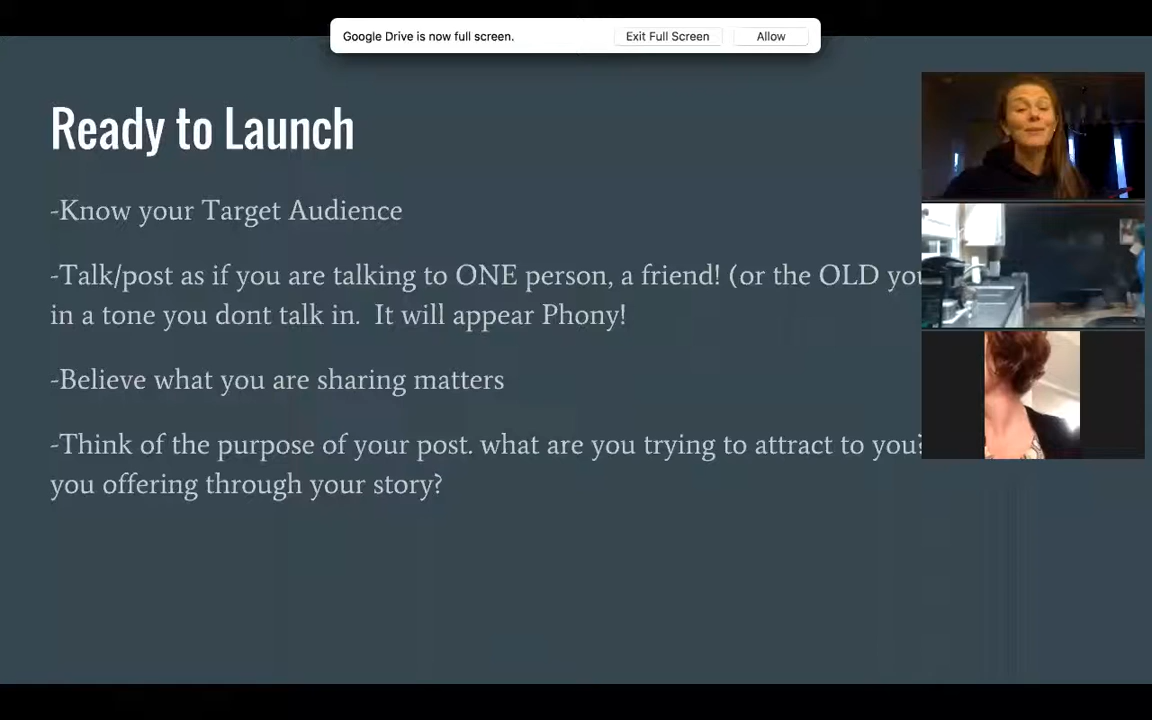 Google Drive is now full screen.
Exit Full Screen
Allow
Ready to Launch
-Know your Target Audience
-Talk/post as if you are talking to ONE person, a friend! (or the OLD
in a tone you dont talk in. It will appear Phony!
-Believe what you are sharing matters
-Think of the purpose of your post. what are you trying to attract to you?
you offering through your story?